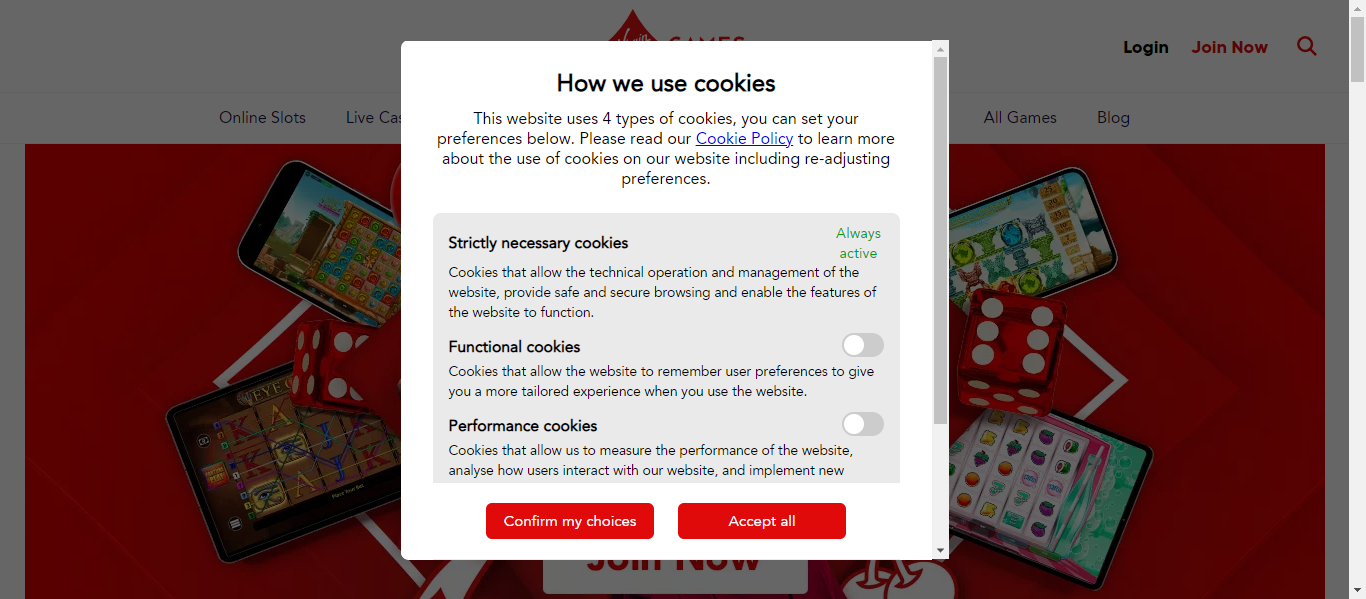 GAMES
Login Join Now
Online Slots Live Cas All Games Blog
How we use cookies
This website uses 4 types of cookies, you can set your
preferences below. Please read our Cookie Policy to learn more
about the use of cookies on our website including re-adjusting
preferences.
Strictly necessary cookies
Always
active
Cookies that allow the technical operation and management of the
website, provide safe and secure browsing and enable the features of
the website to function.
Functional cookies
Cookies that allow the website to remember user preferences to give
you a more tailored experience when you use the website.
Performance cookies
Cookies that allow us to measure the performance of the website,
analyse how users interact with our website, and implement new
Confirm my choices Accept all
Join Now